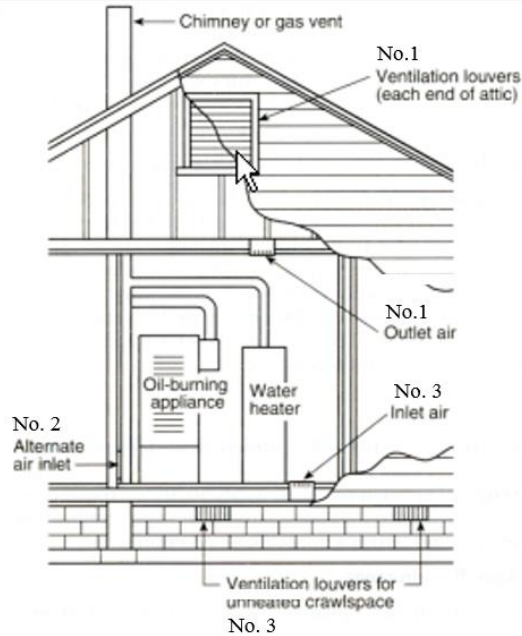 Chimney or gas vent
No.1
Ventilation louvers
(each end of attic)
No.1
Outlet air
Oil-burning
appliance
Water
heater
No. 3
Inlet air
No. 2
Alternate
air inlet
Ventilation louvers for
unheated crawlspace
No. 3